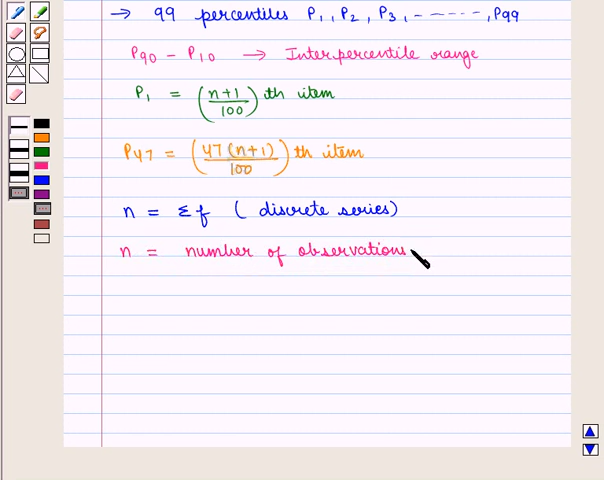 → 99 percentiles P₁, P₂, P₃, -------, P₉₉
P₉₀ - P₁₀ → Interpercentile range
P₁ = ((n+1)/100) th item
P₄₇ = (47(n+1)/100) th item
n = Σf ( discrete series)
n = number of observations